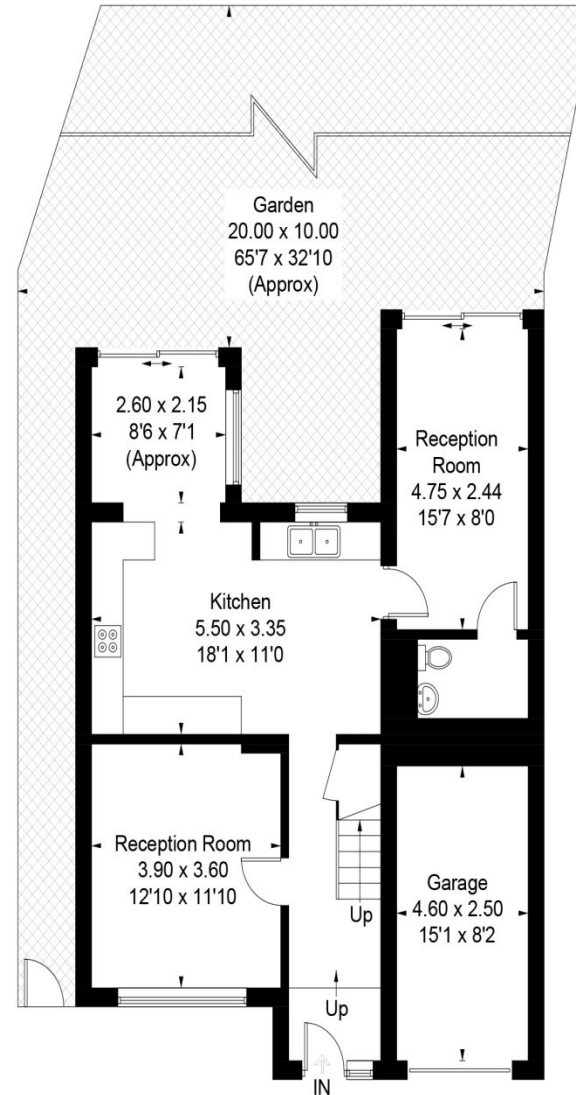 Garden
20.00 x 10.00
65'7 x 32'10
(Approx)
2.60 x 2.15
8'6 x 7'1
(Approx)
Reception
Room
4.75 x 2.44
15'7 x 8'0
Kitchen
5.50 x 3.35
18'1 x 11'0
Reception Room
3.90 x 3.60
12'10 x 11'10
Garage
4.60 x 2.50
15'1 x 8'2
Up
Up
IN